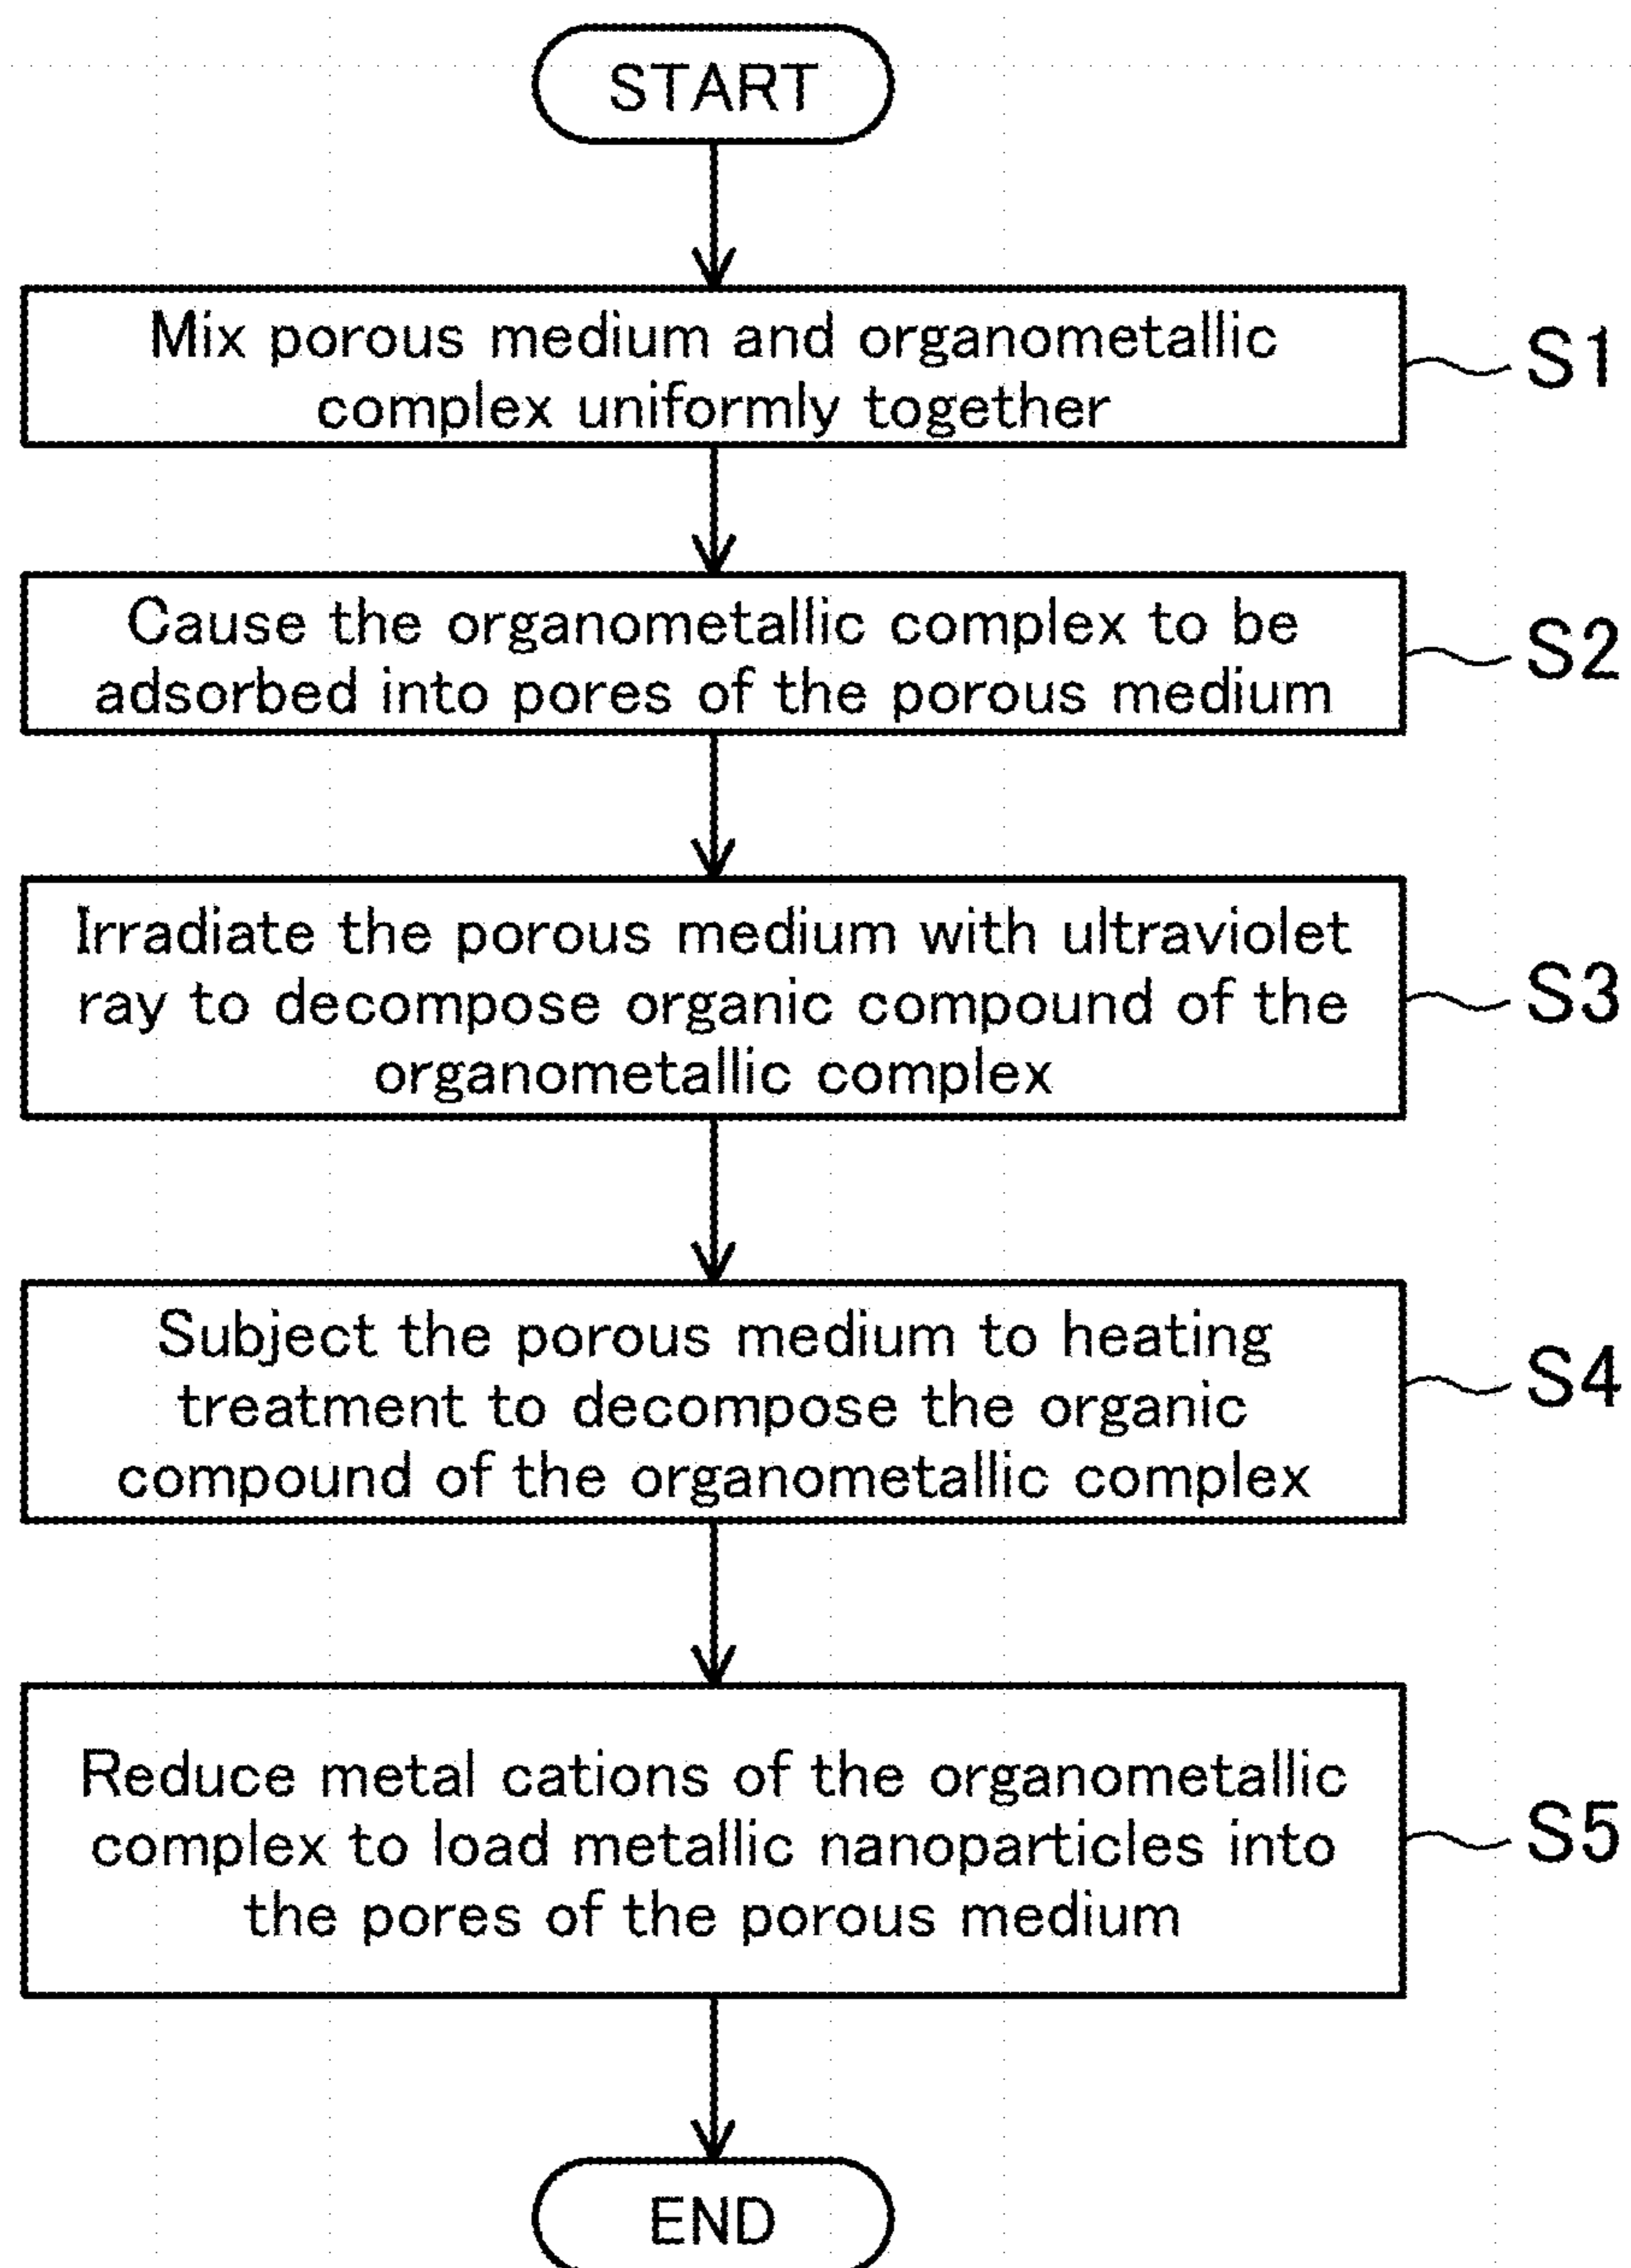 START
Mix porous medium and organometallic
complex uniformly together
S1
Cause the organometallic complex to be
adsorbed into pores of the porous medium
S2
Irradiate the porous medium with ultraviolet
ray to decompose organic compound of the
organometallic complex
S3
Subject the porous medium to heating
treatment to decompose the organic
compound of the organometallic complex
S4
Reduce metal cations of the organometallic
complex to load metallic nanoparticles into
the pores of the porous medium
S5
END